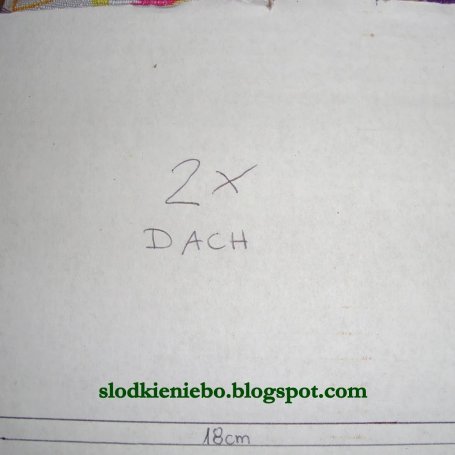 2x
DACH
slodkieniebo.blogspot.com
18cm